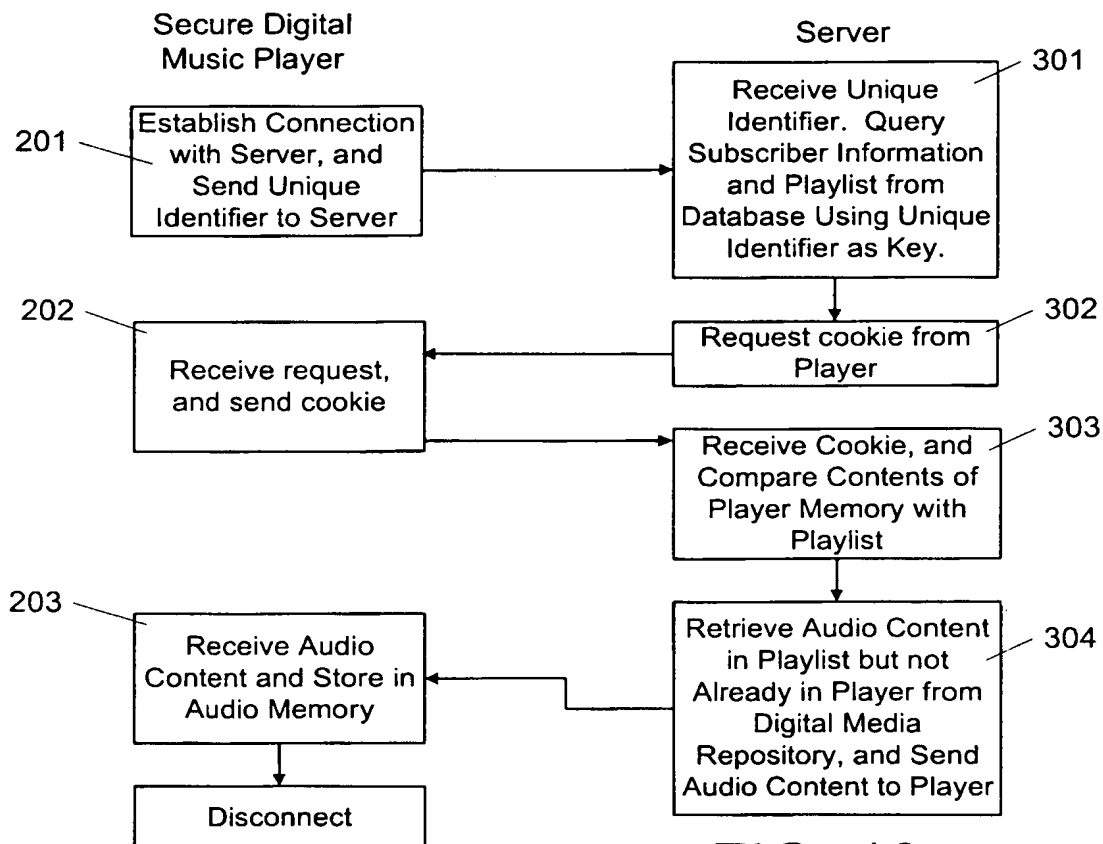 Secure Digital
Music Player
Server
301
Receive Unique
Identifier. Query
Subscriber Information
and Playlist from
Database Using Unique
Identifier as Key.
201
Establish Connection
with Server, and
Send Unique
Identifier to Server
202
Receive request,
and send cookie
302
Request cookie from
Player
303
Receive Cookie, and
Compare Contents of
Player Memory with
Playlist
203
Receive Audio
Content and Store in
Audio Memory
304
Retrieve Audio Content
in Playlist but not
Already in Player from
Digital Media
Repository, and Send
Audio Content to Player
Disconnect